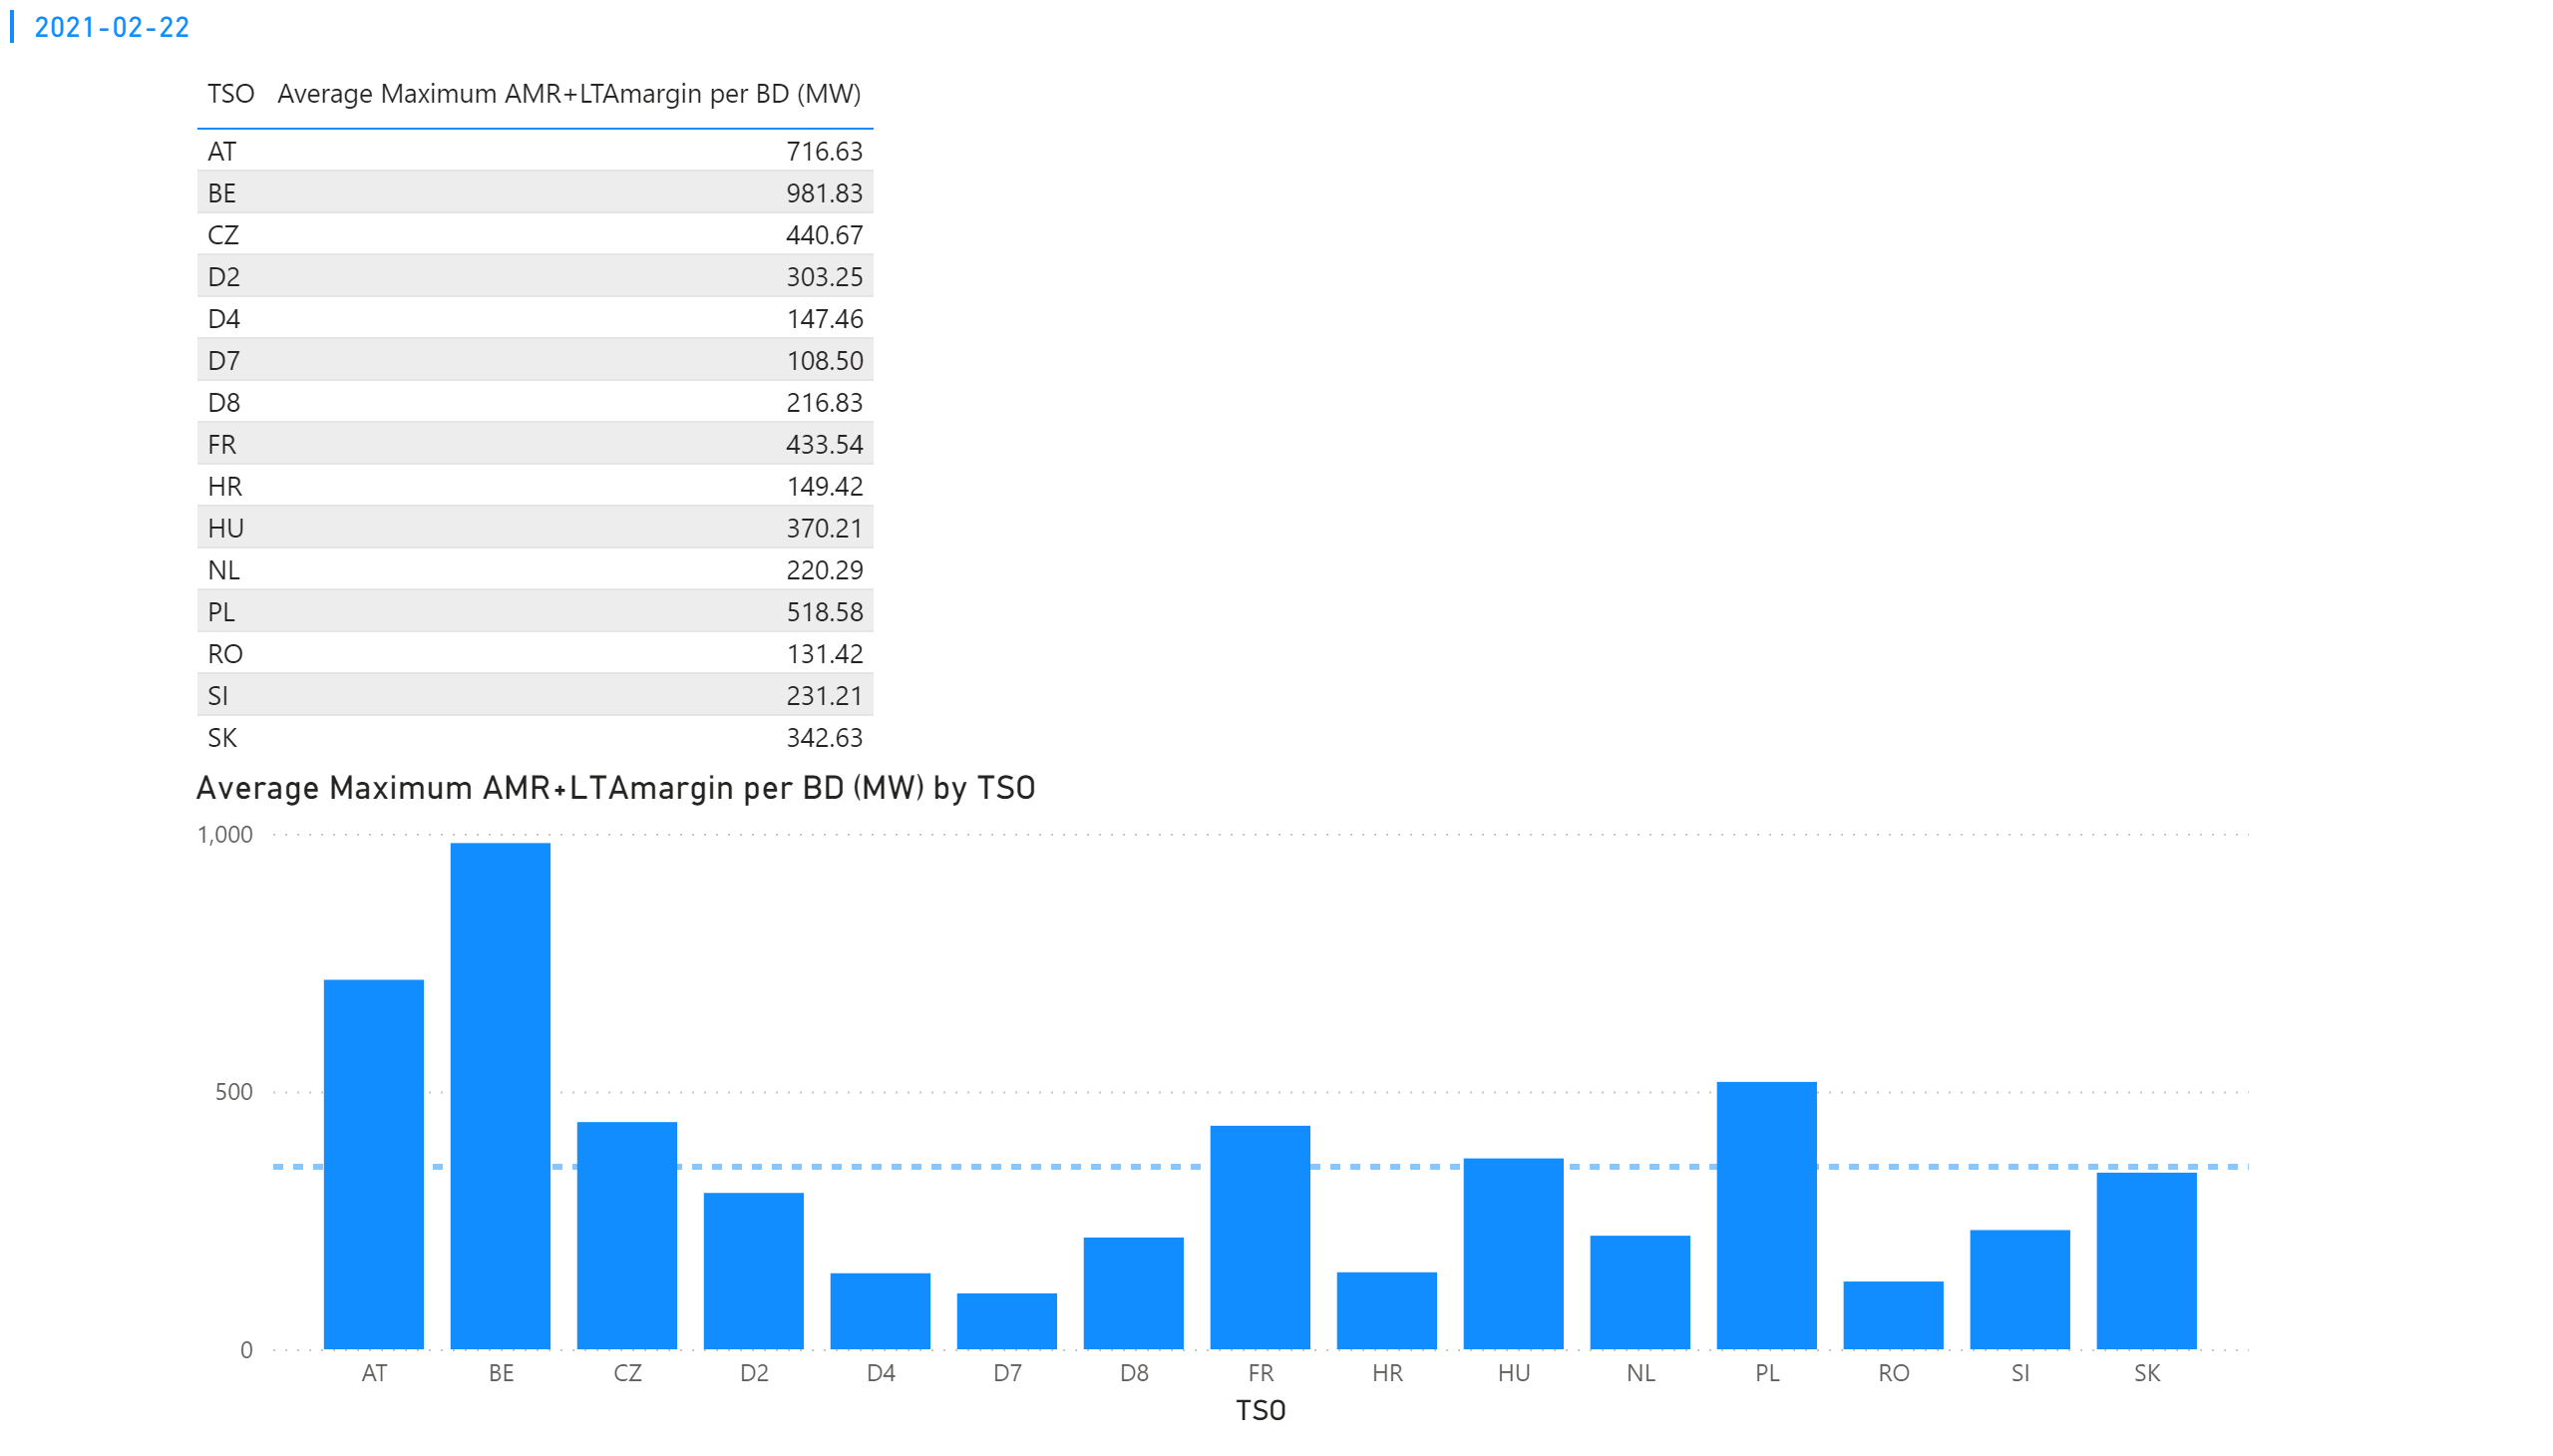 2021-02-22
TSO Average Maximum AMR+LTAmargin per BD (MW)
AT 716.63
BE 981.83
CZ 440.67
D2 303.25
D4 147.46
D7 108.50
D8 216.83
FR 433.54
HR 149.42
HU 370.21
NL 220.29
PL 518.58
RO 131.42
SI 231.21
SK 342.63
Average Maximum AMR+LTAmargin per BD (MW) by TSO
1,000
500
0
AT BE CZ D2 D4 D7 D8 FR HR HU NL PL RO SI SK
TSO